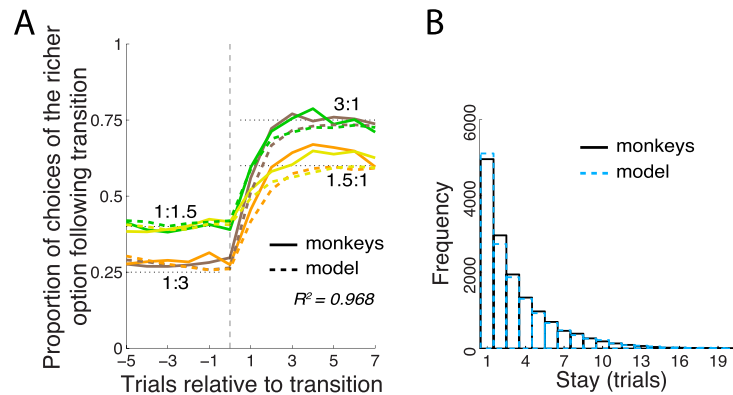 A
Proportion of choices of the richer
option following transition
1
0.75
0.5
0.25
0
3:1
1.5:1
1:1.5
1:3
monkeys
model
R² = 0.968
-5
-3
-1
1
3
5
7
Trials relative to transition
B
Frequency
6000
4000
2000
0
monkeys
model
1
4
7
10
13
16
19
Stay (trials)